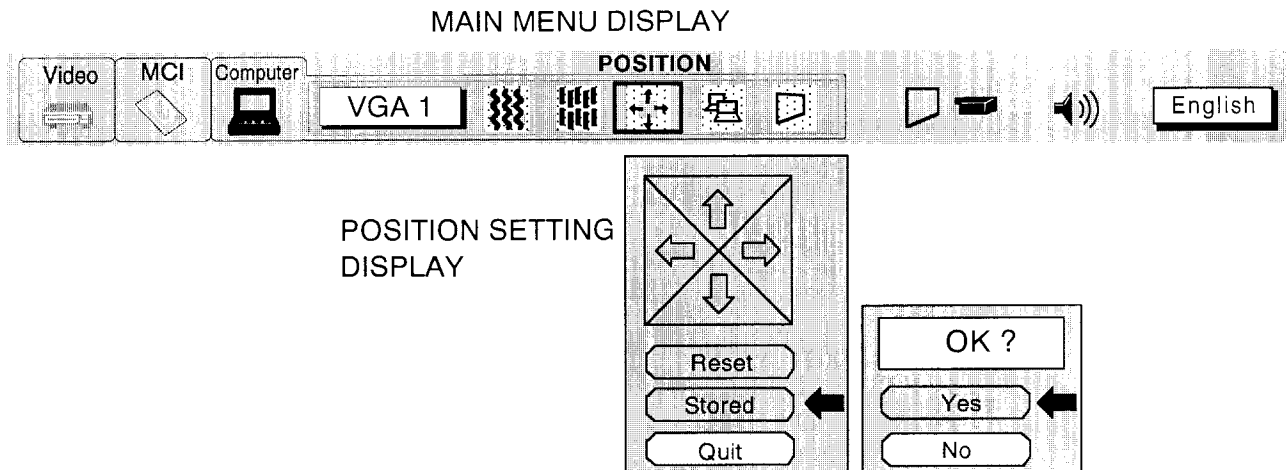 MAIN MENU DISPLAY
Video
MCI
Computer
VGA 1
POSITION
English
POSITION SETTING
DISPLAY
Reset
Stored
Quit
OK ?
Yes
No